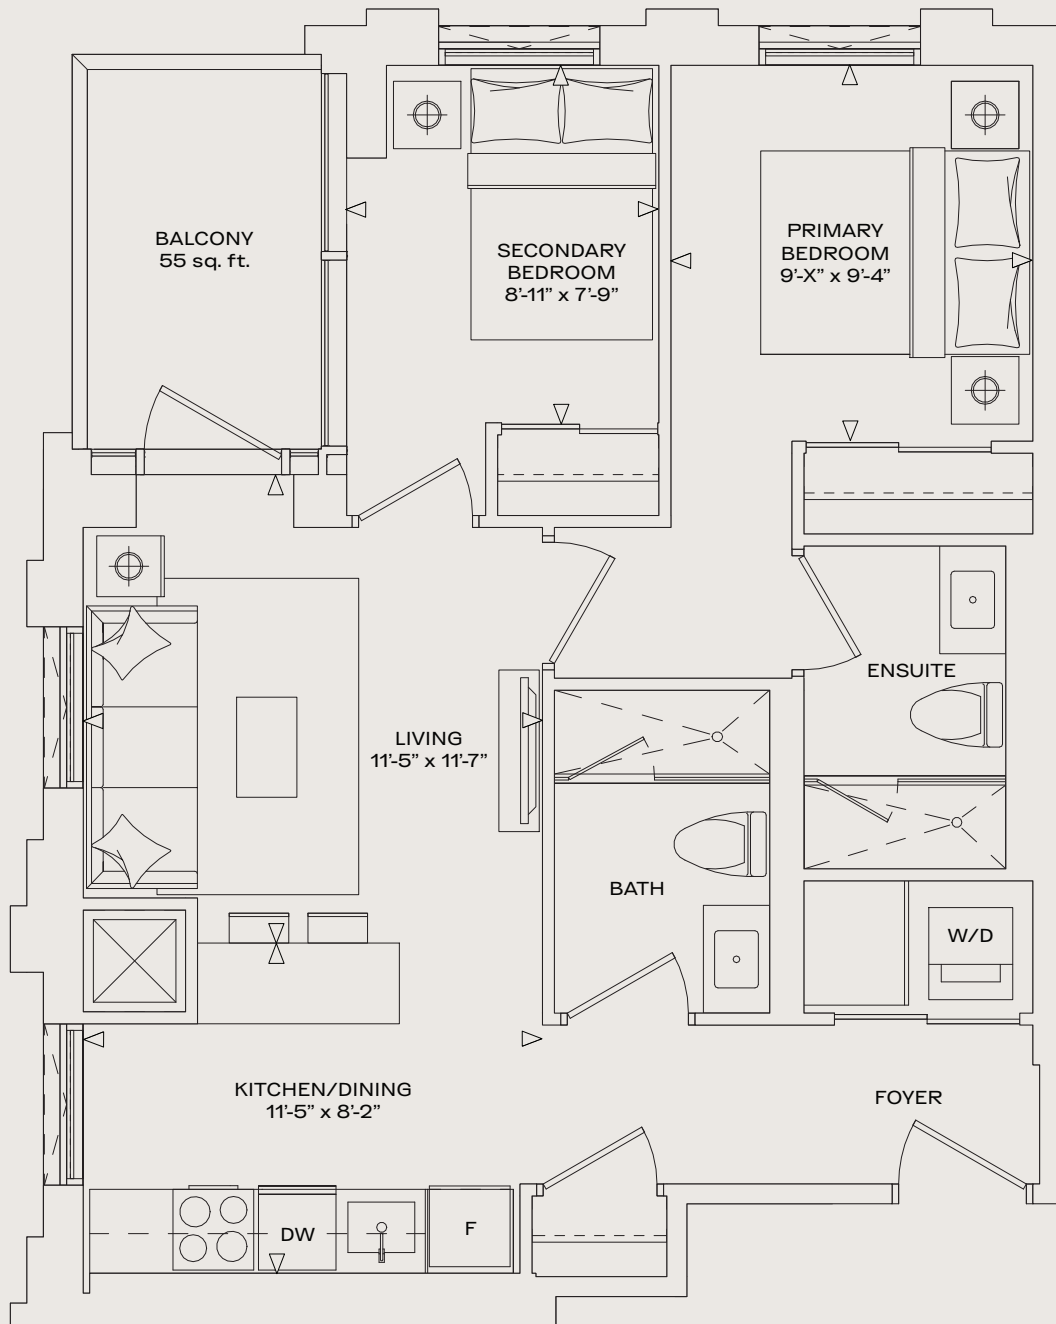 BALCONY
55 sq. ft.
SECONDARY
BEDROOM
8'-11” x 7'-9”
PRIMARY
BEDROOM
9'-X” x 9'-4”
ENSUITE
LIVING
11'-5” x 11'-7”
BATH
W/D
KITCHEN/DINING
11'-5” x 8'-2”
FOYER
DW
F